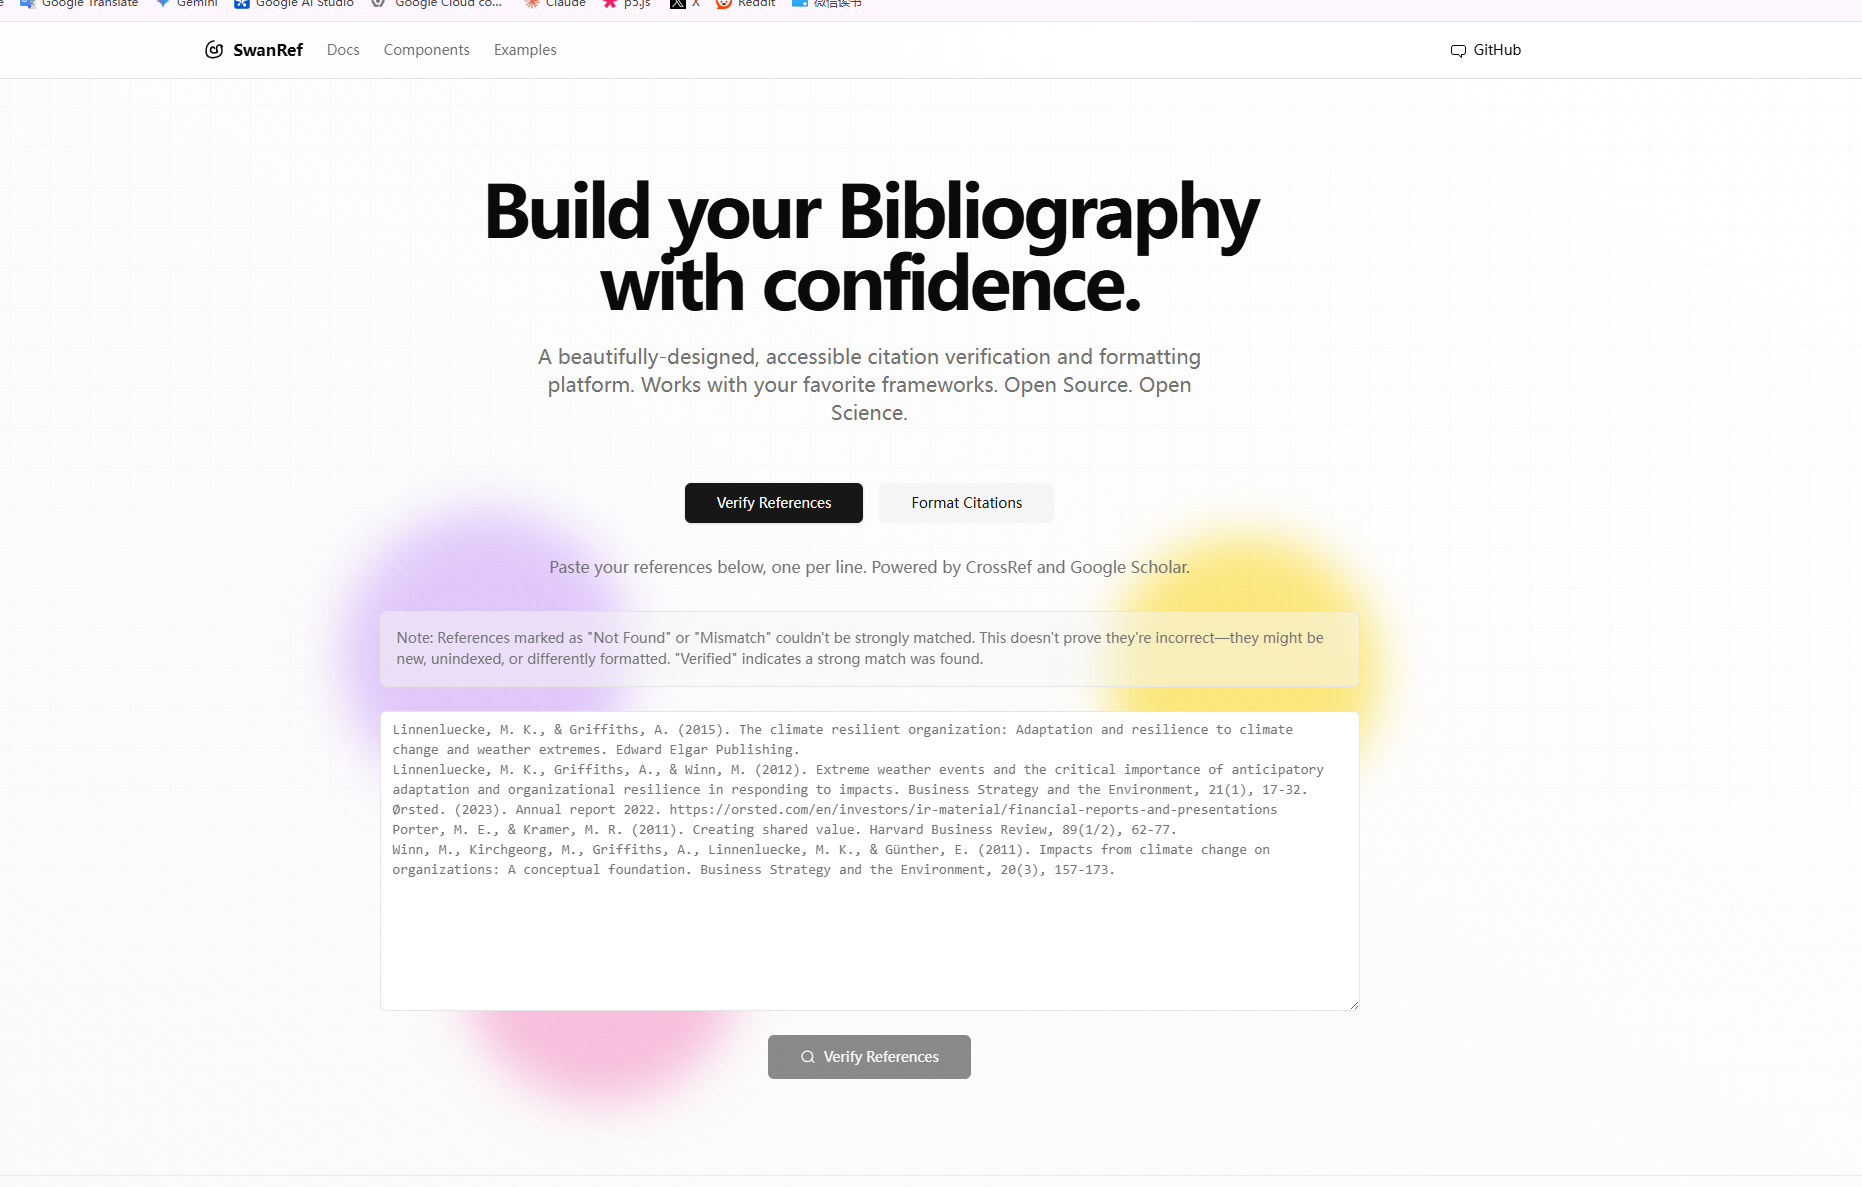 Google Translate Gemini Google AI Studio Google Cloud co... Claude p5.js X Reddit 微信读书
SwanRef Docs Components Examples GitHub
Build your Bibliography
with confidence.
A beautifully-designed, accessible citation verification and formatting
platform. Works with your favorite frameworks. Open Source. Open
Science.
Verify References Format Citations
Paste your references below, one per line. Powered by CrossRef and Google Scholar.
Note: References marked as "Not Found" or "Mismatch" couldn't be strongly matched. This doesn't prove they're incorrect—they might be
new, unindexed, or differently formatted. "Verified" indicates a strong match was found.
Linnenluecke, M. K., & Griffiths, A. (2015). The climate resilient organization: Adaptation and resilience to climate
change and weather extremes. Edward Elgar Publishing.
Linnenluecke, M. K., Griffiths, A., & Winn, M. (2012). Extreme weather events and the critical importance of anticipatory
adaptation and organizational resilience in responding to impacts. Business Strategy and the Environment, 21(1), 17-32.
Ørsted. (2023). Annual report 2022. https://orsted.com/en/investors/ir-material/financial-reports-and-presentations
Porter, M. E., & Kramer, M. R. (2011). Creating shared value. Harvard Business Review, 89(1/2), 62-77.
Winn, M., Kirchgeorg, M., Griffiths, A., Linnenluecke, M. K., & Günther, E. (2011). Impacts from climate change on
organizations: A conceptual foundation. Business Strategy and the Environment, 20(3), 157-173.
Verify References